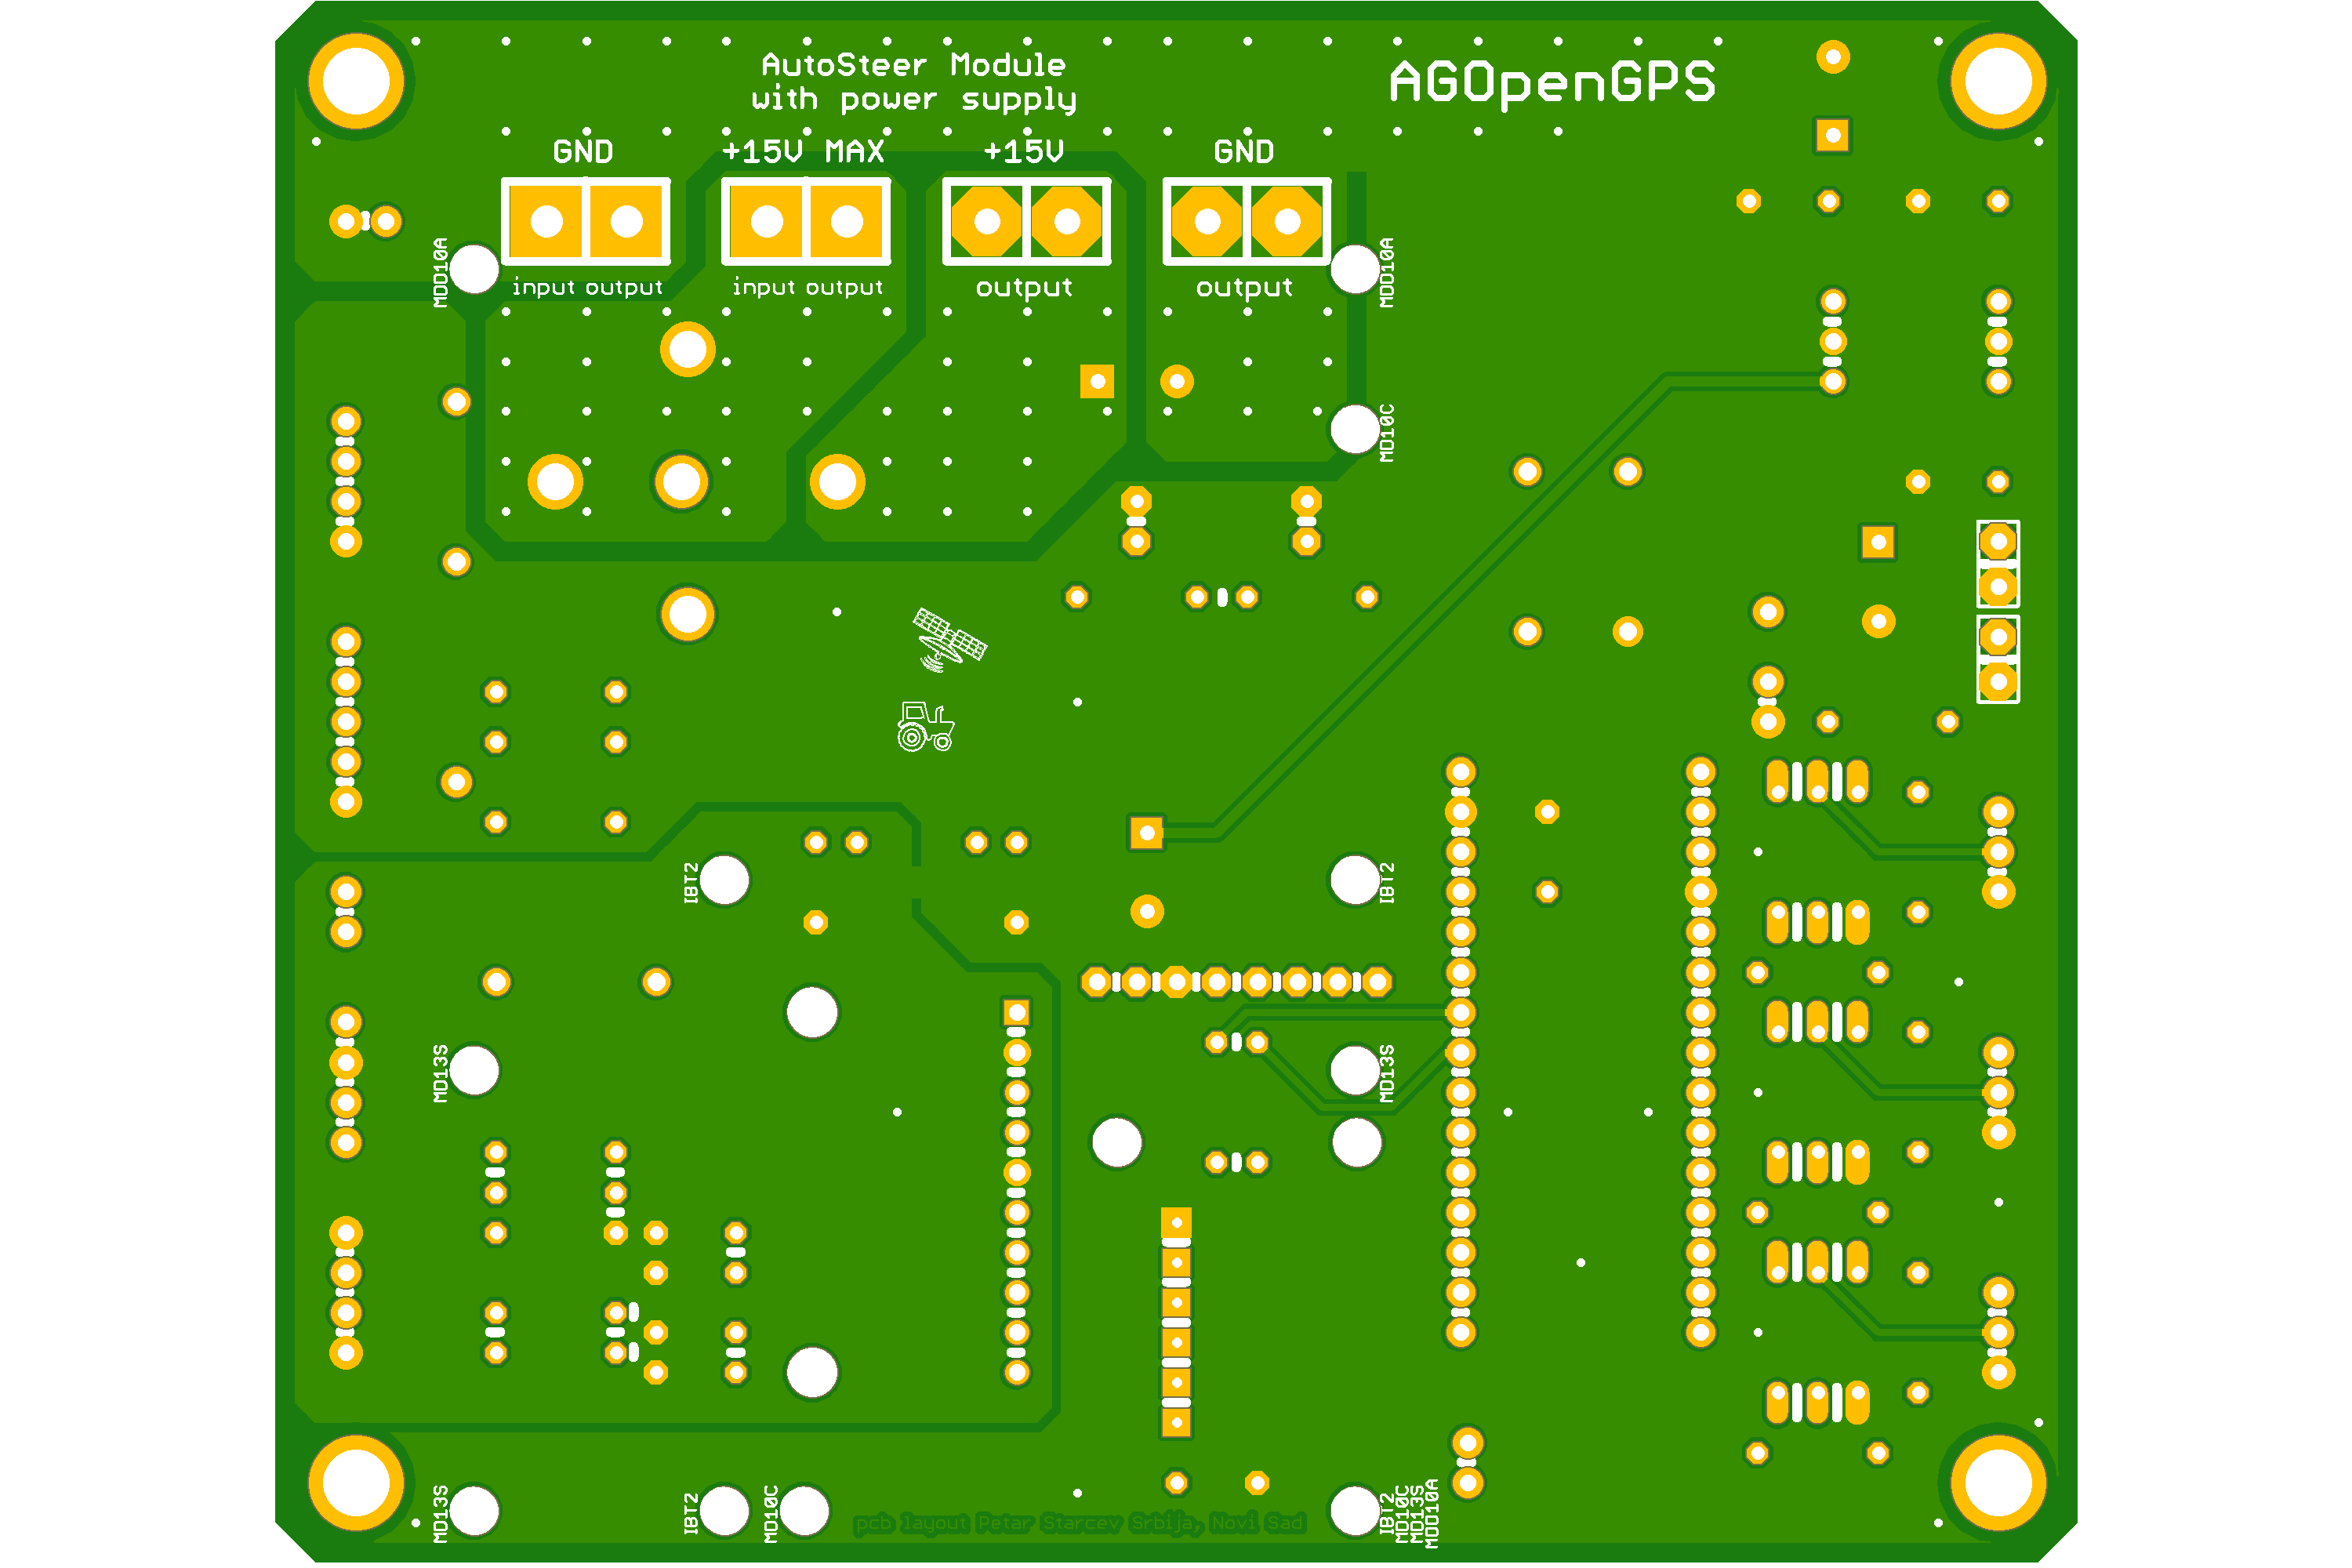 AutoSteer Module
with power supply
AGOpenGPS
GND
+15V MAX
+15V
GND
MDD10A
input output
input output
output
output
MDD10A
MD10C
IBT2
IBT2
MD13S
MD13S
MD13S
IBT2
MD10C
pcb layout Petar Starcev Srbija, Novi Sad
IBT2
MD10C
MD13S
MDD10A